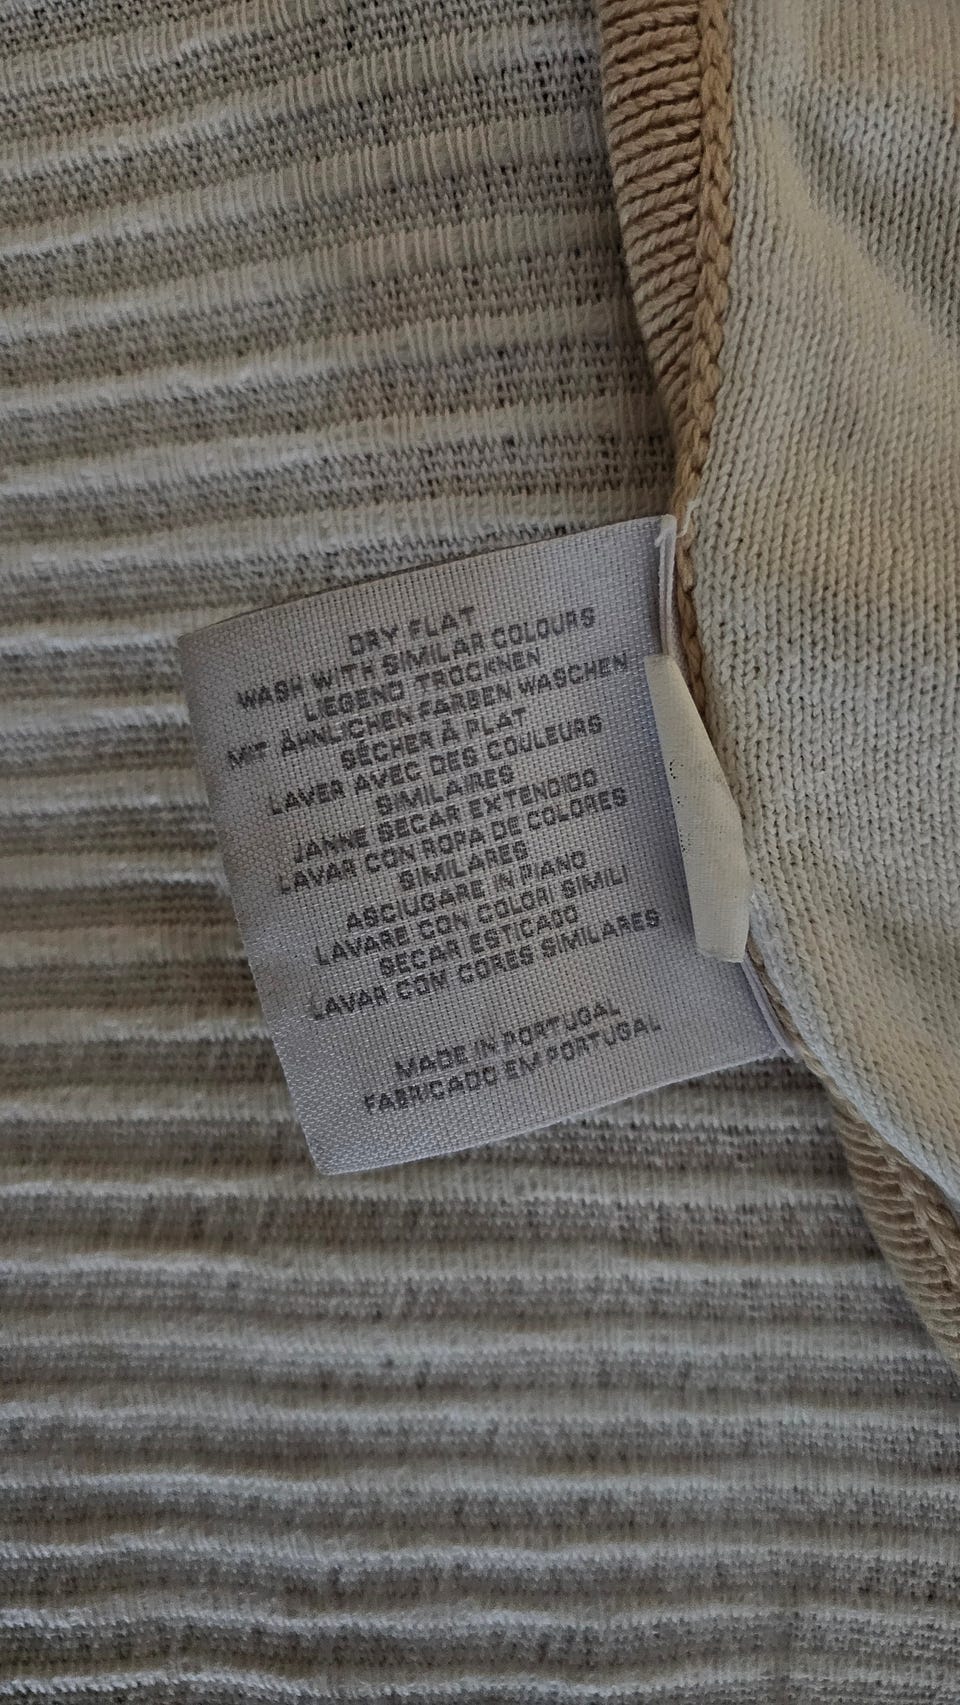 DRY FLAT
WASH WITH SIMILAR COLOURS
LIEGEND TROCKNEN
MIT ÄHNLICHEN FARBEN WASCHEN
SÉCHER À PLAT
LAVER AVEC DES COULEURS
SIMILAIRES
JANNE SECAR EXTENDIDO
LAVAR CON ROPA DE COLORES
SIMILARES
ASCIUGARE IN PIANO
LAVARE CON COLORI SIMILI
SECAR ESTICADO
LAVAR COM CORES SIMILARES
MADE IN PORTUGAL
FABRICADO EM PORTUGAL